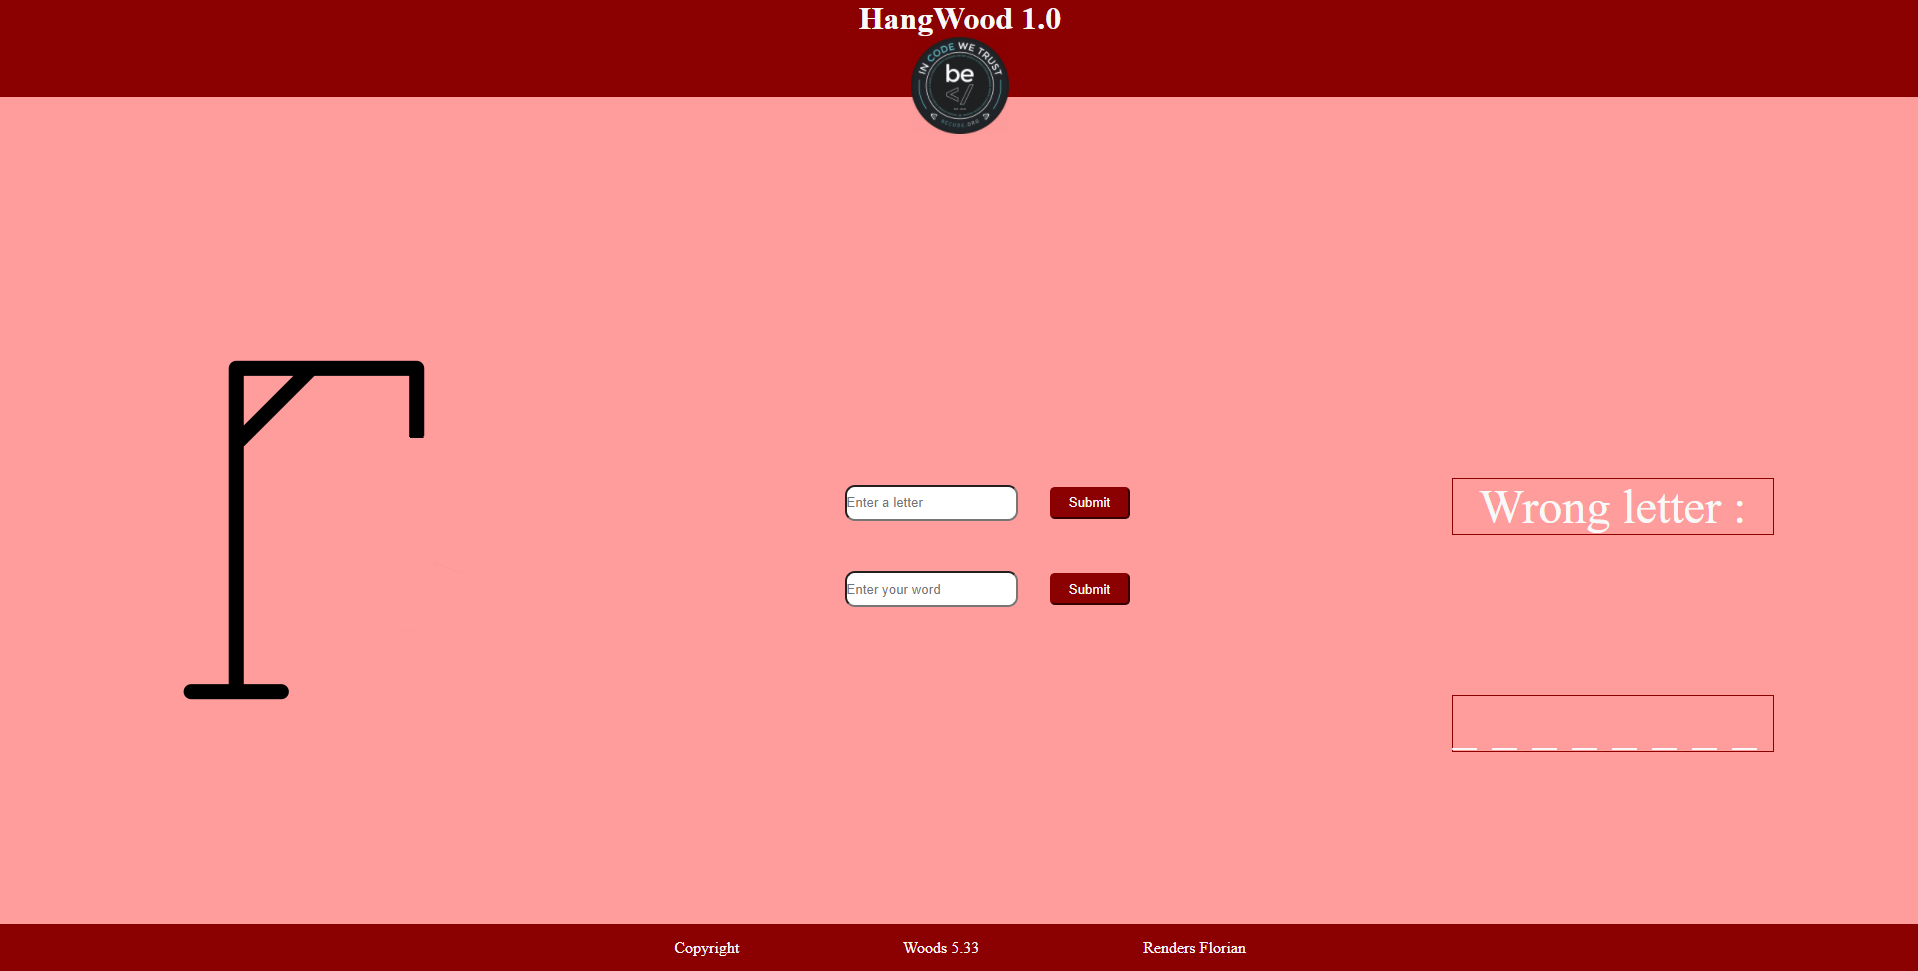 HangWood 1.0
IN CODE WE TRUST
be
</
BECODE.ORG
Enter a letter
Submit
Wrong letter :
Enter your word
Submit
_ _ _ _ _ _ _ _
Copyright
Woods 5.33
Renders Florian